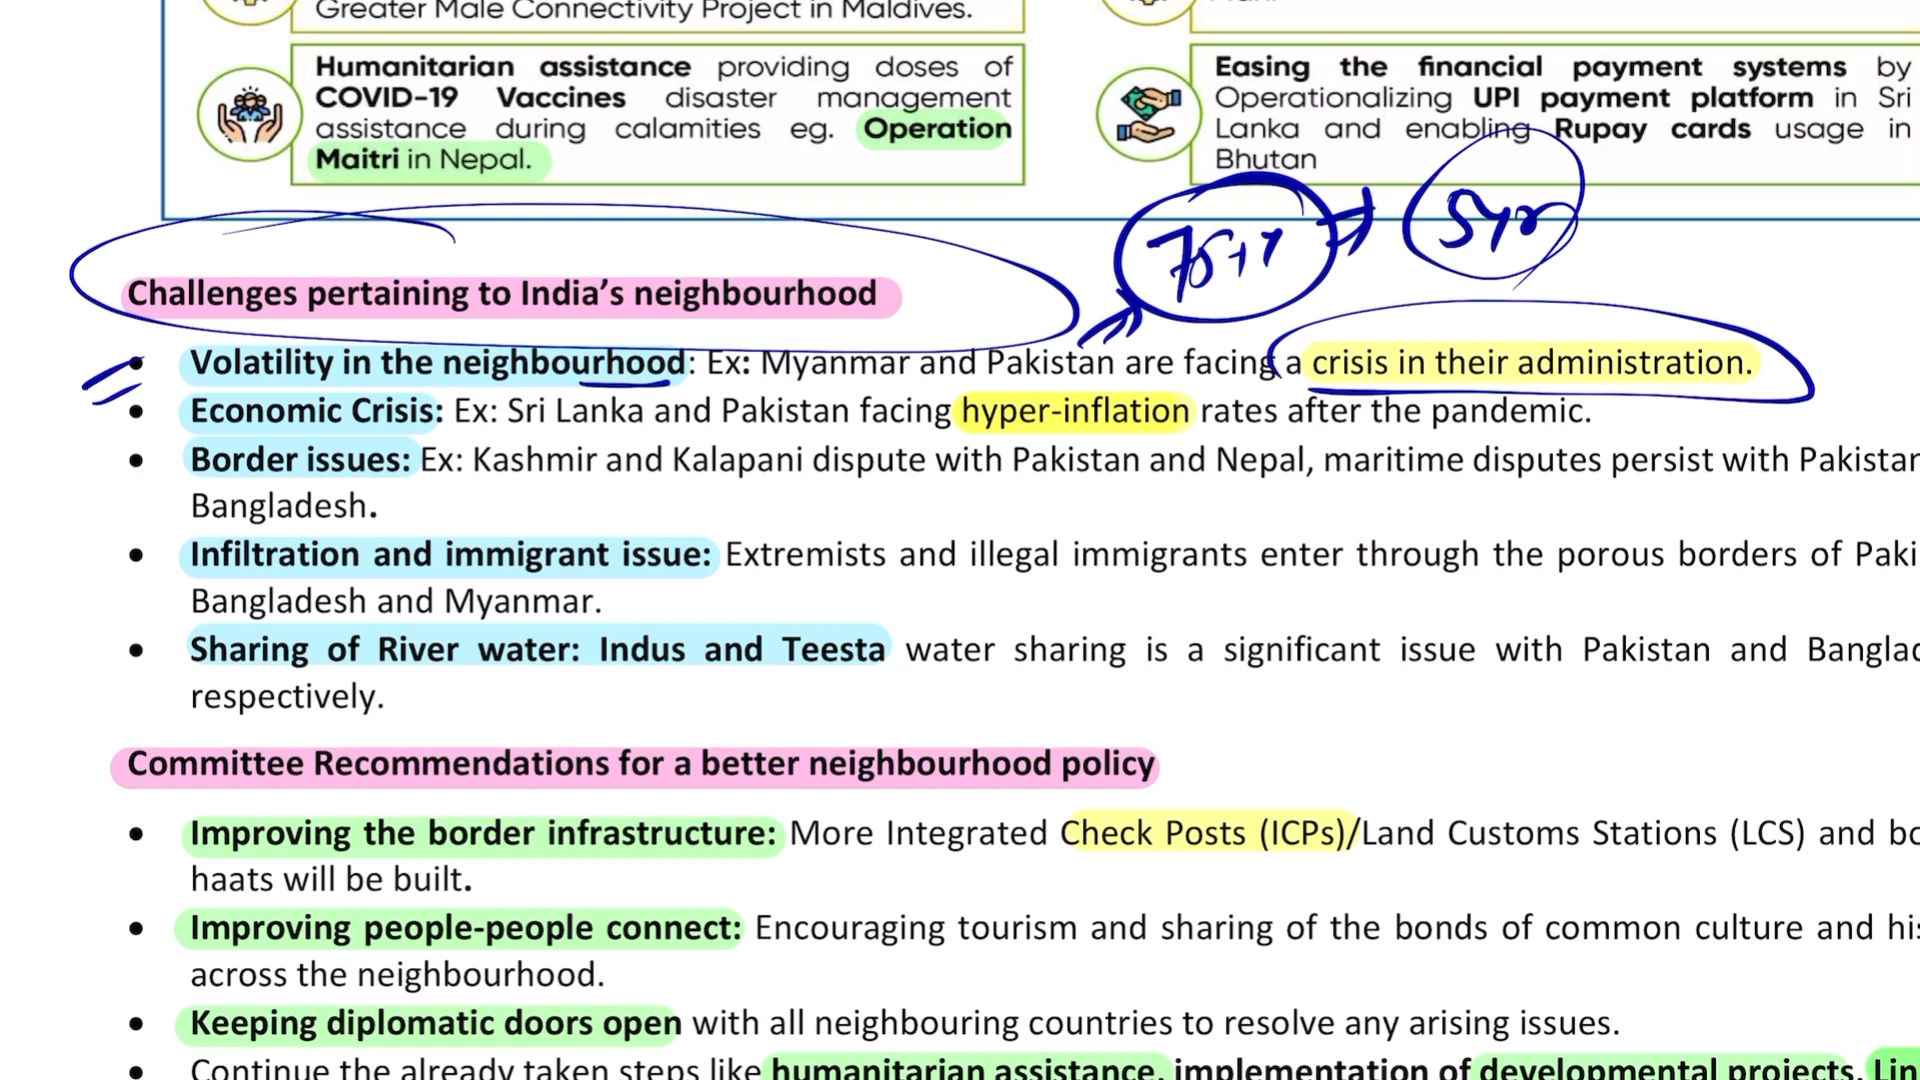 Greater Male Connectivity Project in Maldives.
Humanitarian assistance providing doses of
COVID-19 Vaccines disaster management
assistance during calamities eg. Operation
Maitri in Nepal.
Easing the financial payment systems by
Operationalizing UPI payment platform in Sri
Lanka and enabling Rupay cards usage in
Bhutan
5yr
Challenges pertaining to India’s neighbourhood
• Volatility in the neighbourhood: Ex: Myanmar and Pakistan are facing a crisis in their administration.
• Economic Crisis: Ex: Sri Lanka and Pakistan facing hyper-inflation rates after the pandemic.
• Border issues: Ex: Kashmir and Kalapani dispute with Pakistan and Nepal, maritime disputes persist with Pakistan
Bangladesh.
• Infiltration and immigrant issue: Extremists and illegal immigrants enter through the porous borders of Paki
Bangladesh and Myanmar.
• Sharing of River water: Indus and Teesta water sharing is a significant issue with Pakistan and Banglad
respectively.
Committee Recommendations for a better neighbourhood policy
• Improving the border infrastructure: More Integrated Check Posts (ICPs)/Land Customs Stations (LCS) and bo
haats will be built.
• Improving people-people connect: Encouraging tourism and sharing of the bonds of common culture and his
across the neighbourhood.
• Keeping diplomatic doors open with all neighbouring countries to resolve any arising issues.
• Continue the already taken steps like humanitarian assistance, implementation of developmental projects, Lin